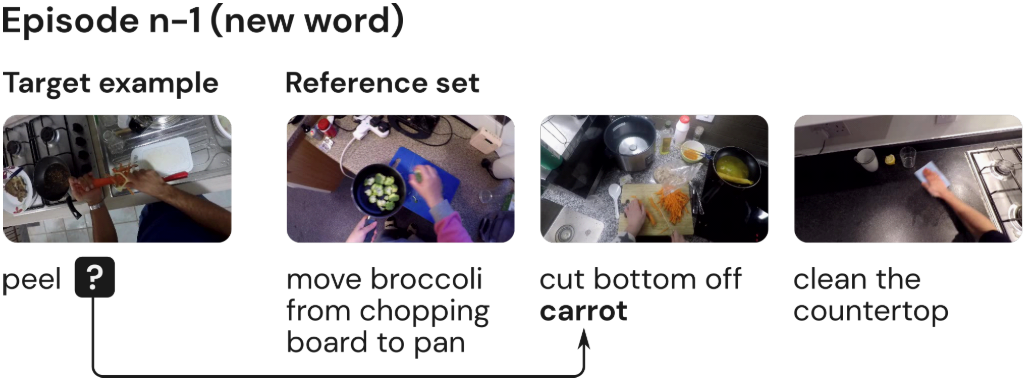 Episode n-1 (new word)
Target example
Reference set
peel ?
move broccoli
from chopping
board to pan
cut bottom off
carrot
clean the
countertop